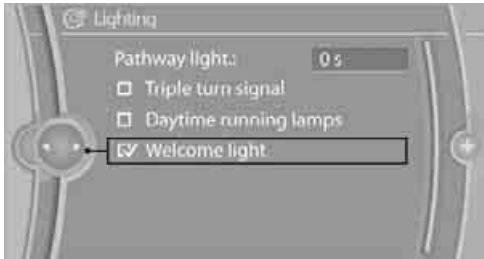 Lighting
Pathway light.: 0 s
Triple turn signal
Daytime running lamps
Welcome light